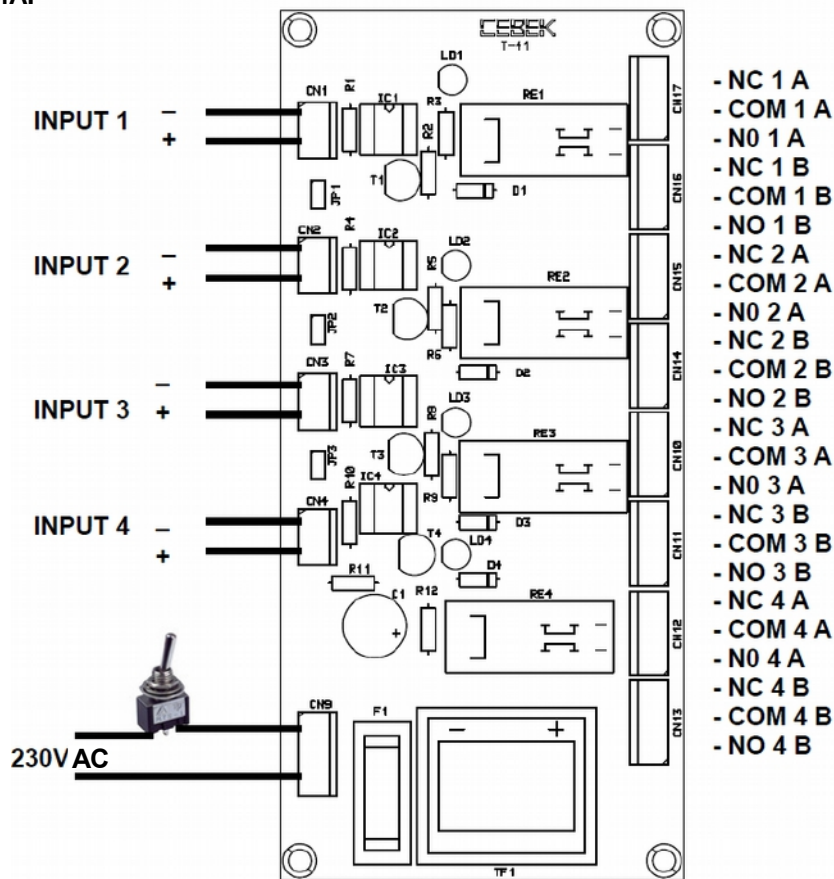 CEBEK
T-41
LD1
CN1
R1
IC1
R3
RE1
CN17
R2
INPUT 1
–
+
T1
D1
CN16
JP1
CN2
R4
IC2
LD2
CN15
INPUT 2
–
+
R5
RE2
T2
JP2
R6
CN14
CN3
R7
IC3
D2
INPUT 3
–
+
LD3
R8
RE3
CN10
T3
JP3
R10
IC4
R9
CN4
INPUT 4
–
+
T4
LD4
D3
CN11
R11
D4
C1
+
R12
RE4
CN12
CN9
F1
–
+
CN13
230V AC
TF1
- NC 1 A
- COM 1 A
- N0 1 A
- NC 1 B
- COM 1 B
- NO 1 B
- NC 2 A
- COM 2 A
- N0 2 A
- NC 2 B
- COM 2 B
- NO 2 B
- NC 3 A
- COM 3 A
- N0 3 A
- NC 3 B
- COM 3 B
- NO 3 B
- NC 4 A
- COM 4 A
- N0 4 A
- NC 4 B
- COM 4 B
- NO 4 B